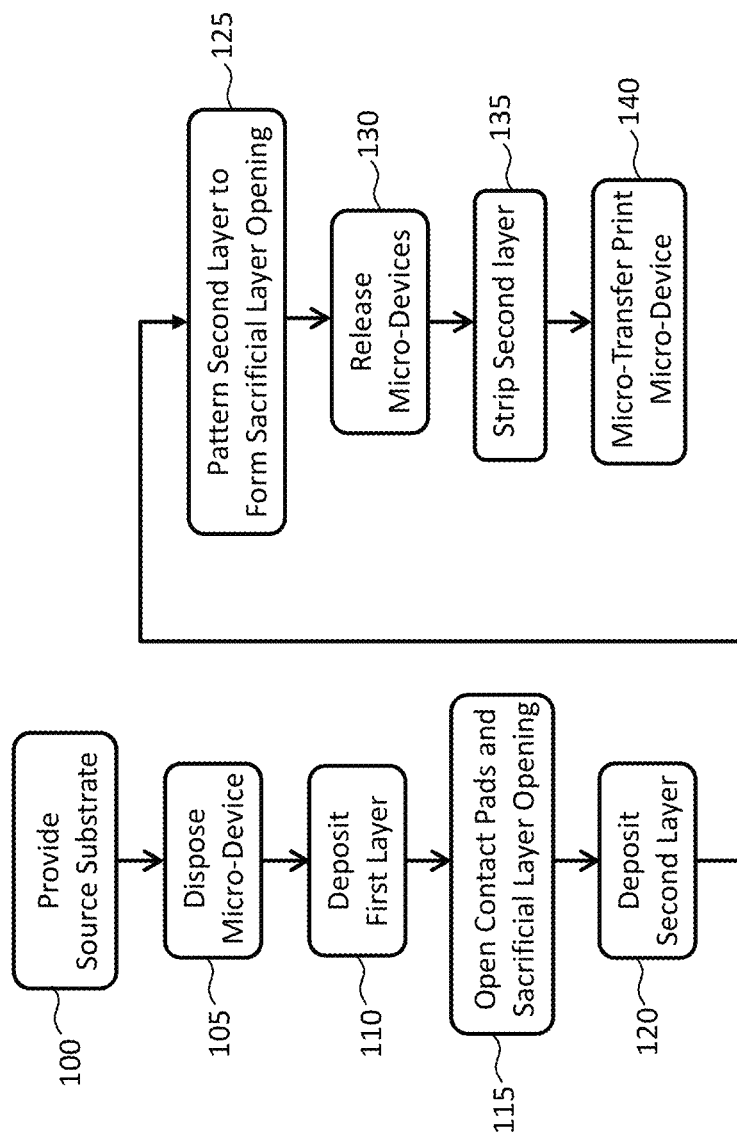 Provide
Source Substrate
100
Dispose
Micro-Device
105
Deposit
First Layer
110
Open Contact Pads and
Sacrificial Layer Opening
115
Deposit
Second Layer
120
Pattern Second Layer to
Form Sacrificial Layer Opening
125
Release
Micro-Devices
130
Strip Second layer
135
Micro-Transfer Print
Micro-Device
140